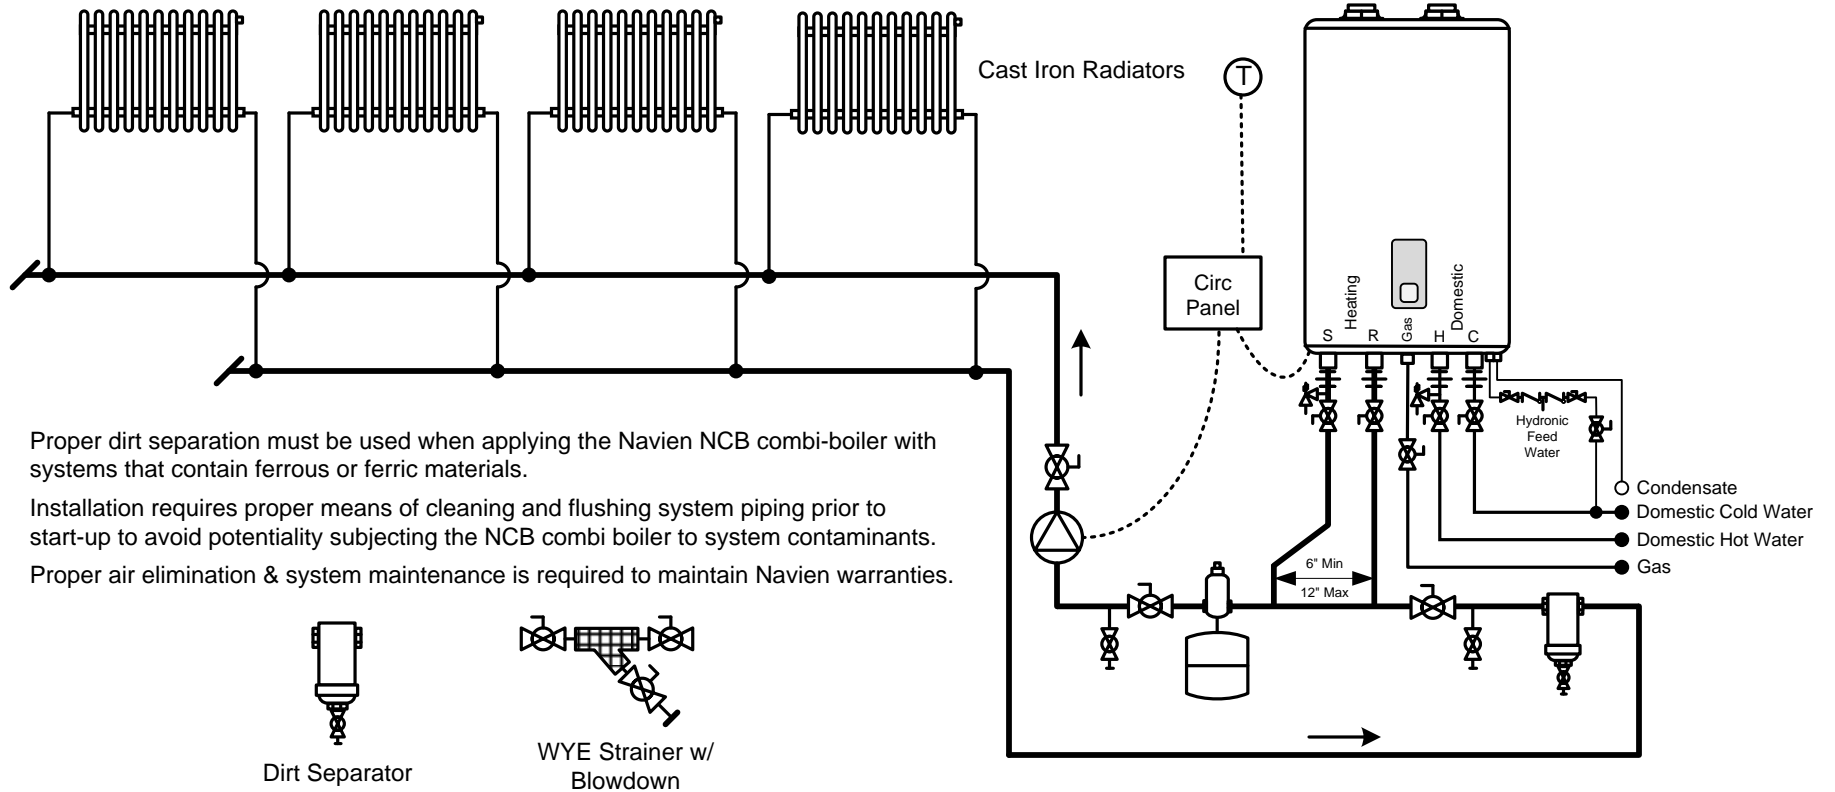 Cast Iron Radiators
T
Circ
Panel
Heating
Gas
Domestic
S
R
H
C
Hydronic
Feed
Water
Condensate
Domestic Cold Water
Domestic Hot Water
Gas
6" Min
12" Max
Proper dirt separation must be used when applying the Navien NCB combi-boiler with
systems that contain ferrous or ferric materials.
Installation requires proper means of cleaning and flushing system piping prior to
start-up to avoid potentiality subjecting the NCB combi boiler to system contaminants.
Proper air elimination & system maintenance is required to maintain Navien warranties.
Dirt Separator
WYE Strainer w/
Blowdown